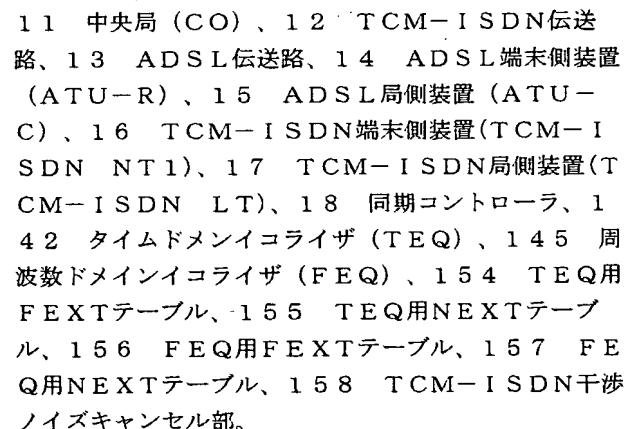 １１　中央局（ＣＯ）、１２　ＴＣＭ－ＩＳＤＮ伝送
路、１３　ＡＤＳＬ伝送路、１４　ＡＤＳＬ端末側装置
（ＡＴＵ－Ｒ）、１５　ＡＤＳＬ局側装置（ＡＴＵ－
Ｃ）、１６　ＴＣＭ－ＩＳＤＮ端末側装置(ＴＣＭ－Ｉ
ＳＤＮ　ＮＴ１)、１７　ＴＣＭ－ＩＳＤＮ局側装置(Ｔ
ＣＭ－ＩＳＤＮ　ＬＴ)、１８　同期コントローラ、１
４２　タイムドメンイコライザ（ＴＥＱ）、１４５　周
波数ドメインイコライザ（ＦＥＱ）、１５４　ＴＥＱ用
ＦＥＸＴテーブル、１５５　ＴＥＱ用ＮＥＸＴテーブ
ル、１５６　ＦＥＱ用ＦＥＸＴテーブル、１５７　ＦＥ
Ｑ用ＮＥＸＴテーブル、１５８　ＴＣＭ－ＩＳＤＮ干渉
ノイズキャンセル部。